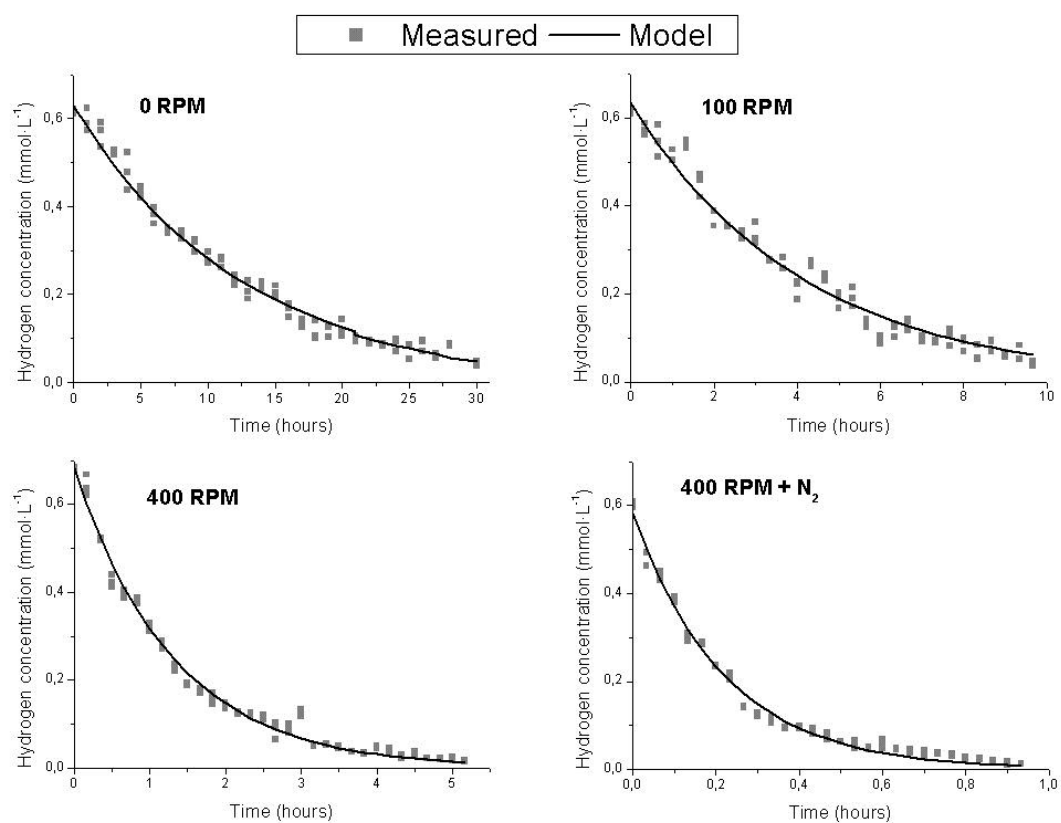 Measured Model
0 RPM
Hydrogen concentration (mmol·L⁻¹)
0,6
0,4
0,2
0,0
0 5 10 15 20 25 30
Time (hours)
100 RPM
Hydrogen concentration (mmol·L⁻¹)
0,6
0,4
0,2
0,0
0 2 4 6 8 10
Time (hours)
400 RPM
Hydrogen concentration (mmol·L⁻¹)
0,6
0,4
0,2
0,0
0 1 2 3 4 5
Time (hours)
400 RPM + N₂
Hydrogen concentration (mmol·L⁻¹)
0,6
0,4
0,2
0,0
0,0 0,2 0,4 0,6 0,8 1,0
Time (hours)